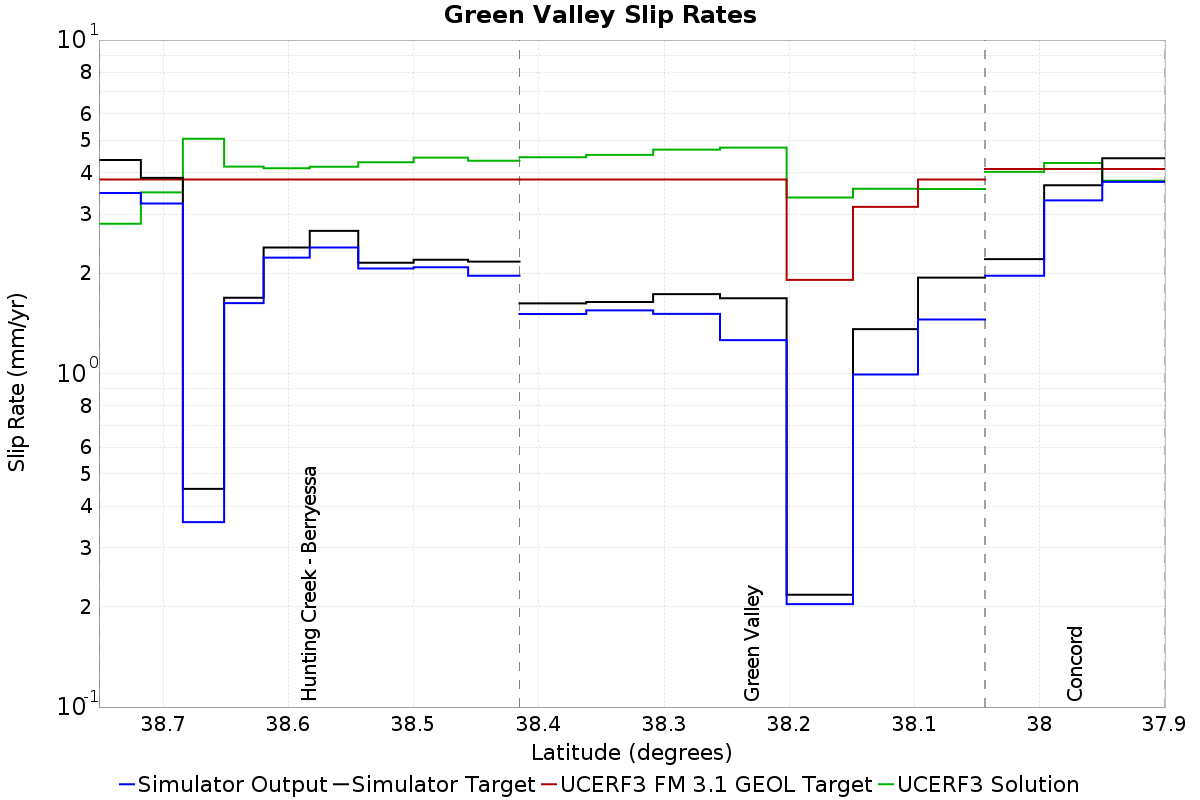 Green Valley Slip Rates
10^1
8
6
5
4
3
2
10^0
8
6
5
4
3
2
10^-1
Slip Rate (mm/yr)
Hunting Creek - Berryessa
Green Valley
Concord
38.7 38.6 38.5 38.4 38.3 38.2 38.1 38 37.9
Latitude (degrees)
Simulator Output Simulator Target UCERF3 FM 3.1 GEOL Target UCERF3 Solution